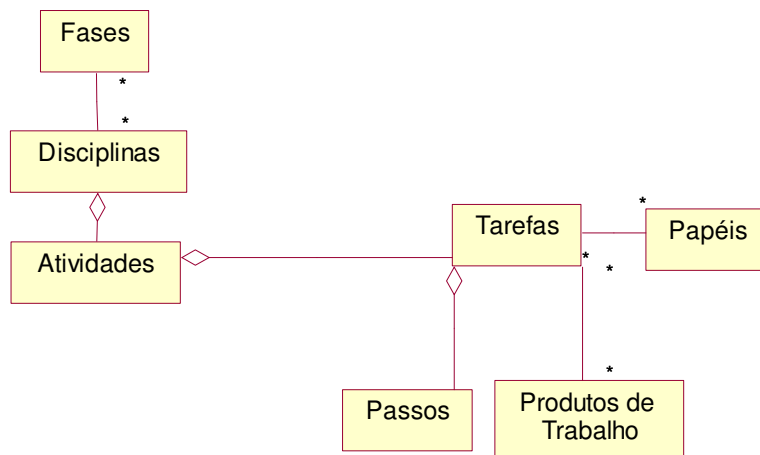 Fases
*
*
Disciplinas
Atividades
Tarefas
*
Papéis
*
*
*
Passos
Produtos de
Trabalho